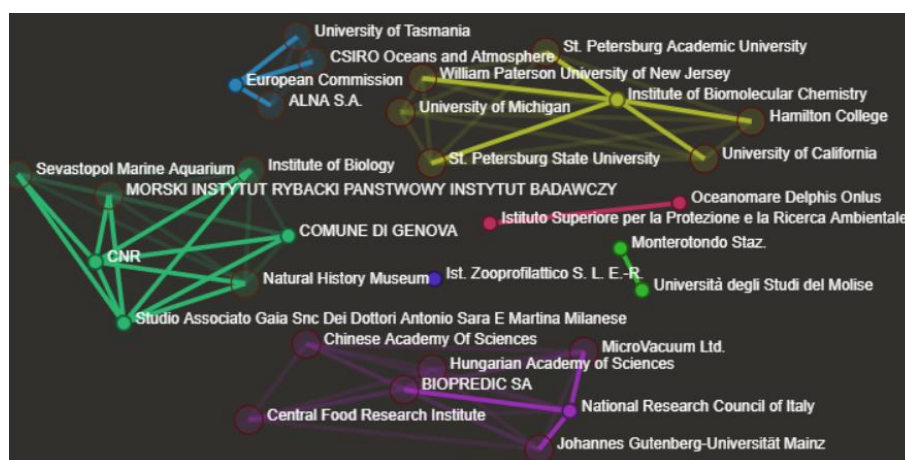 University of Tasmania
St. Petersburg Academic University
CSIRO Oceans and Atmosphere
European Commission
William Paterson University of New Jersey
Institute of Biomolecular Chemistry
ALNA S.A.
University of Michigan
Hamilton College
St. Petersburg State University
University of California
Sevastopol Marine Aquarium
Institute of Biology
MORSKI INSTYTUT RYBACKI PANSTWOWY INSTYTUT BADAWCZY
Oceanomare Delphis Onlus
Istituto Superiore per la Protezione e la Ricerca Ambientale
COMUNE DI GENOVA
Monterotondo Staz.
CNR
Natural History Museum
Ist. Zooprofilattico S. L. E.-R.
Università degli Studi del Molise
Studio Associato Gaia Snc Dei Dottori Antonio Sara E Martina Milanese
Chinese Academy Of Sciences
MicroVacuum Ltd.
Hungarian Academy of Sciences
BIOPREDIC SA
National Research Council of Italy
Central Food Research Institute
Johannes Gutenberg-Universität Mainz